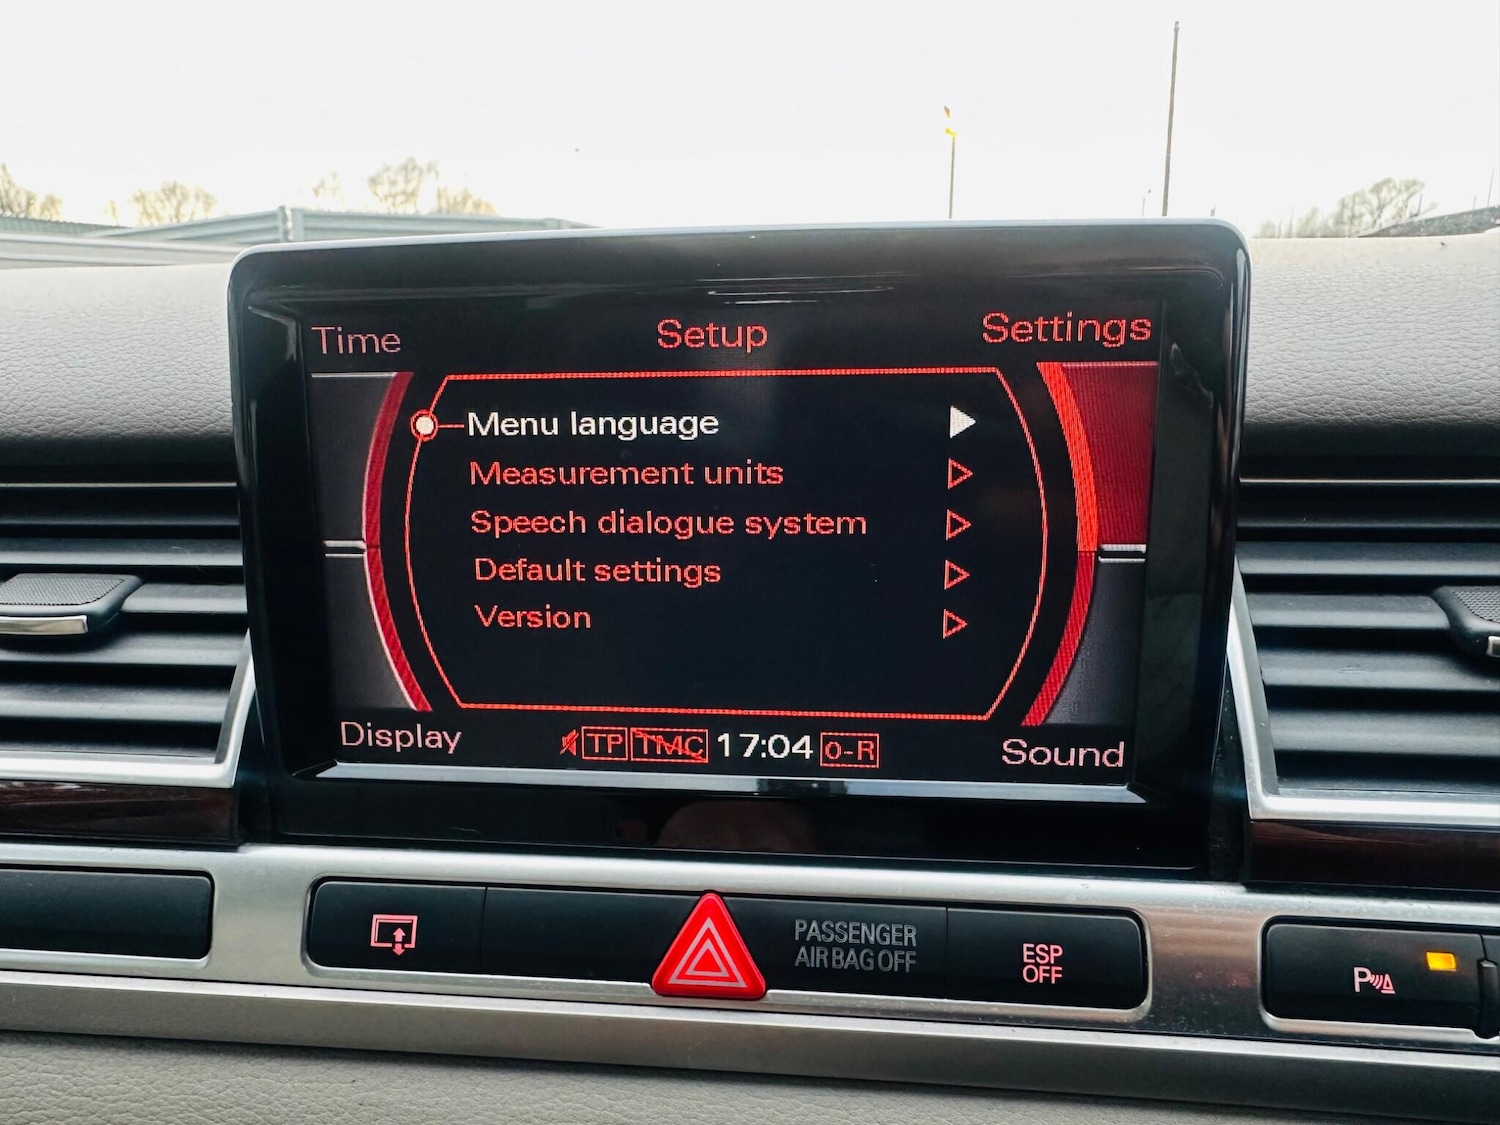 Time
Setup
Settings
Menu language
Measurement units
Speech dialogue system
Default settings
Version
Display
TP TMC 17:04 o-R
Sound
PASSENGER
AIR BAG OFF
ESP
OFF
P